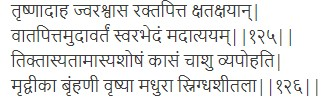 तृष्णादाह ज्वरश्वास रक्तपित्त क्षतक्षयान्|
वातपित्तमुदावर्तं स्वरभेदं मदात्ययम्||१२५||
तिक्तास्यतामास्यशोषं कासं चाशु व्यपोहति|
मृद्वीका बृंहणी वृष्या मधुरा स्निग्धशीतला||१२६||